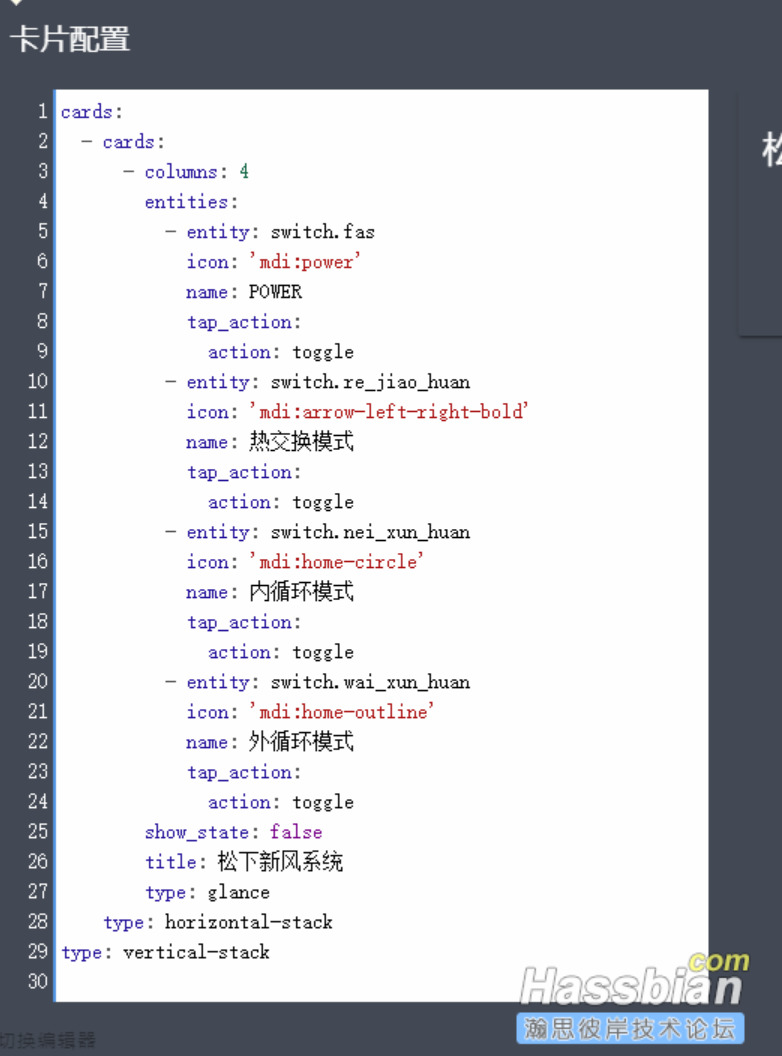 卡片配置
1 cards:
2   - cards:
3       - columns: 4
4         entities:
5           - entity: switch.fas
6             icon: 'mdi:power'
7             name: POWER
8             tap_action:
9               action: toggle
10           - entity: switch.re_jiao_huan
11             icon: 'mdi:arrow-left-right-bold'
12             name: 热交换模式
13             tap_action:
14               action: toggle
15           - entity: switch.nei_xun_huan
16             icon: 'mdi:home-circle'
17             name: 内循环模式
18             tap_action:
19               action: toggle
20           - entity: switch.wai_xun_huan
21             icon: 'mdi:home-outline'
22             name: 外循环模式
23             tap_action:
24               action: toggle
25         show_state: false
26         title: 松下新风系统
27         type: glance
28     type: horizontal-stack
29 type: vertical-stack
30
切换编辑器
Hassbian.com
瀚思彼岸技术论坛